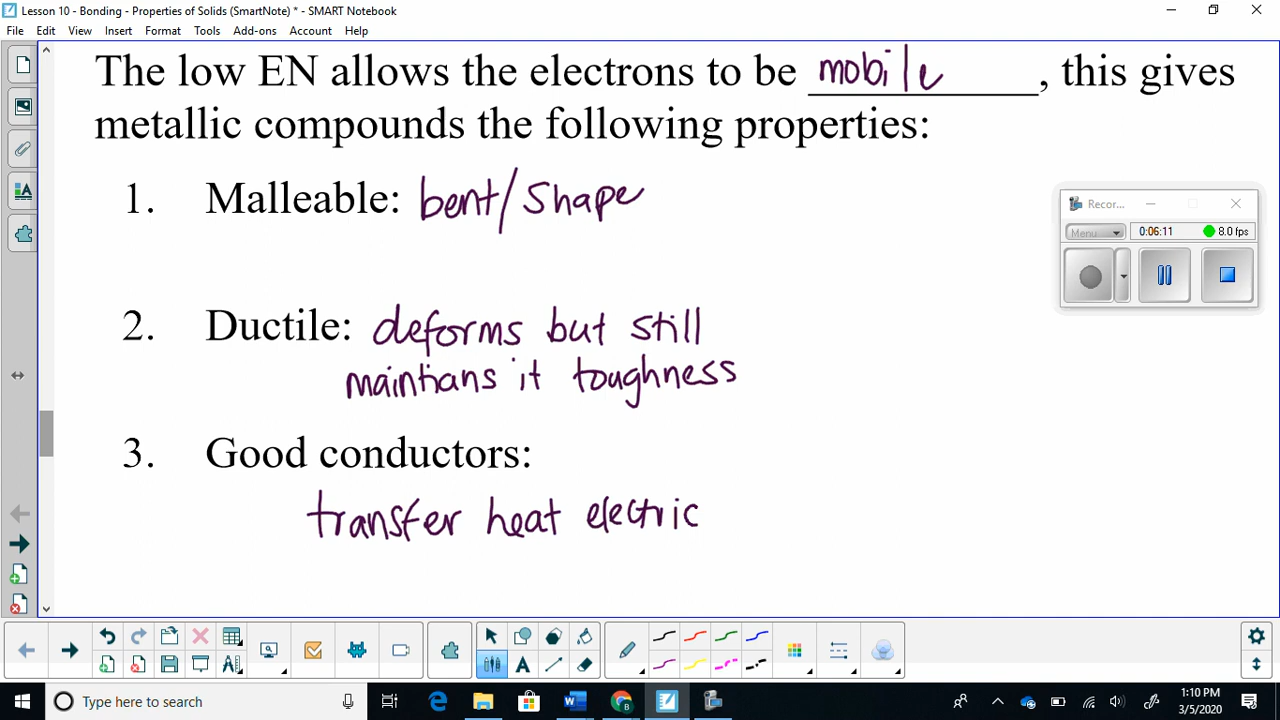 Lesson 10 - Bonding - Properties of Solids (SmartNote) * - SMART Notebook
File Edit View Insert Format Tools Add-ons Account Help
The low EN allows the electrons to be mobile, this gives
metallic compounds the following properties:
1. Malleable: bent/shape
2. Ductile: deforms but still
maintians it toughness
3. Good conductors:
transfer heat electric
Recor...
Menu 0:06:11 8.0 fps
Type here to search
1:10 PM
3/5/2020